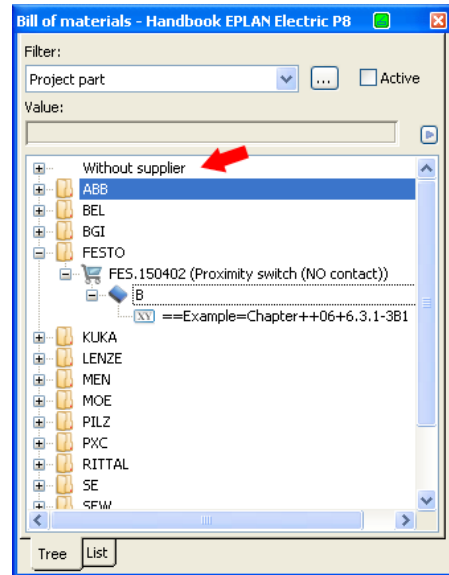 Bill of materials - Handbook EPLAN Electric P8
Filter:
Project part
...
Active
Value:
Without supplier
ABB
BEL
BGI
FESTO
FES.150402 (Proximity switch (NO contact))
B
XY ==Example=Chapter++06+6.3.1-3B1
KUKA
LENZE
MEN
MOE
PILZ
PXC
RITTAL
SE
SEW
Tree List